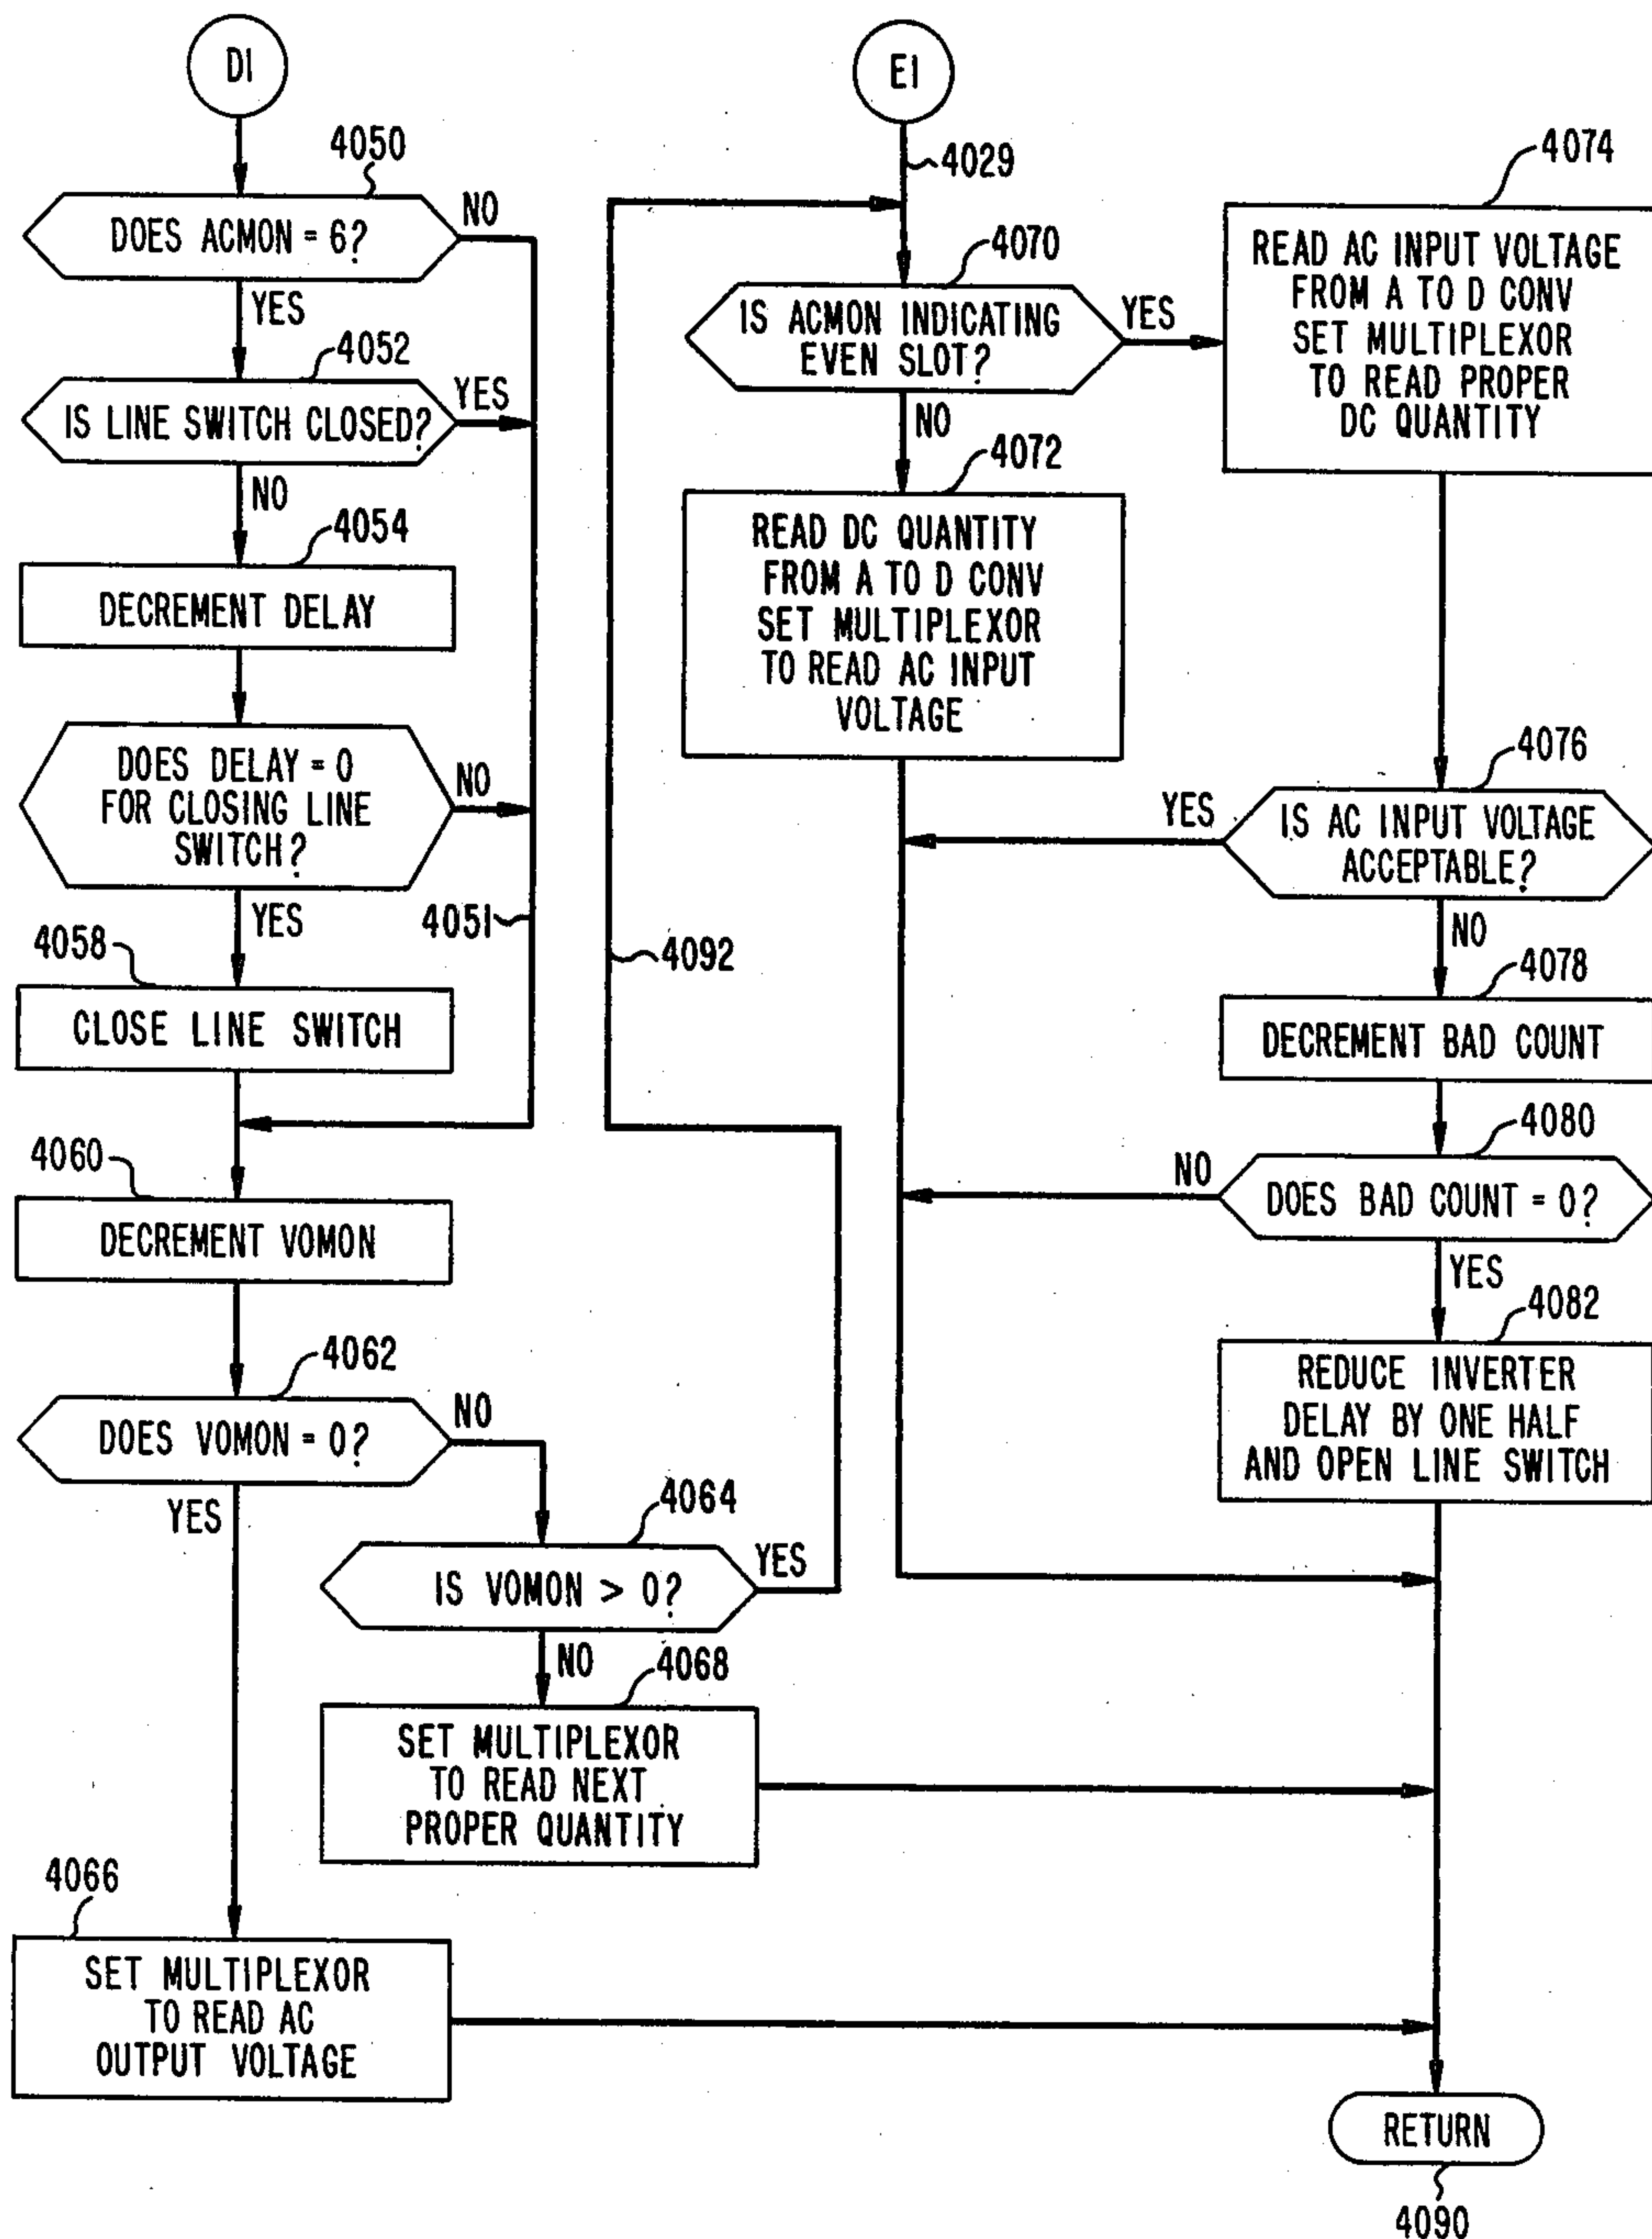 D1
4050
DOES ACMON = 6?
NO
YES
4052
IS LINE SWITCH CLOSED?
YES
NO
4054
DECREMENT DELAY
DOES DELAY = 0
FOR CLOSING LINE
SWITCH?
NO
YES
4051
4058
CLOSE LINE SWITCH
4060
DECREMENT VOMON
4062
DOES VOMON = 0?
NO
YES
4064
IS VOMON > 0?
YES
NO
4068
SET MULTIPLEXOR
TO READ NEXT
PROPER QUANTITY
4066
SET MULTIPLEXOR
TO READ AC
OUTPUT VOLTAGE
E1
4029
4092
4070
IS ACMON INDICATING
EVEN SLOT?
YES
NO
4072
READ DC QUANTITY
FROM A TO D CONV
SET MULTIPLEXOR
TO READ AC INPUT
VOLTAGE
4074
READ AC INPUT VOLTAGE
FROM A TO D CONV
SET MULTIPLEXOR
TO READ PROPER
DC QUANTITY
4076
IS AC INPUT VOLTAGE
ACCEPTABLE?
YES
NO
4078
DECREMENT BAD COUNT
4080
DOES BAD COUNT = 0?
NO
YES
4082
REDUCE INVERTER
DELAY BY ONE HALF
AND OPEN LINE SWITCH
RETURN
4090